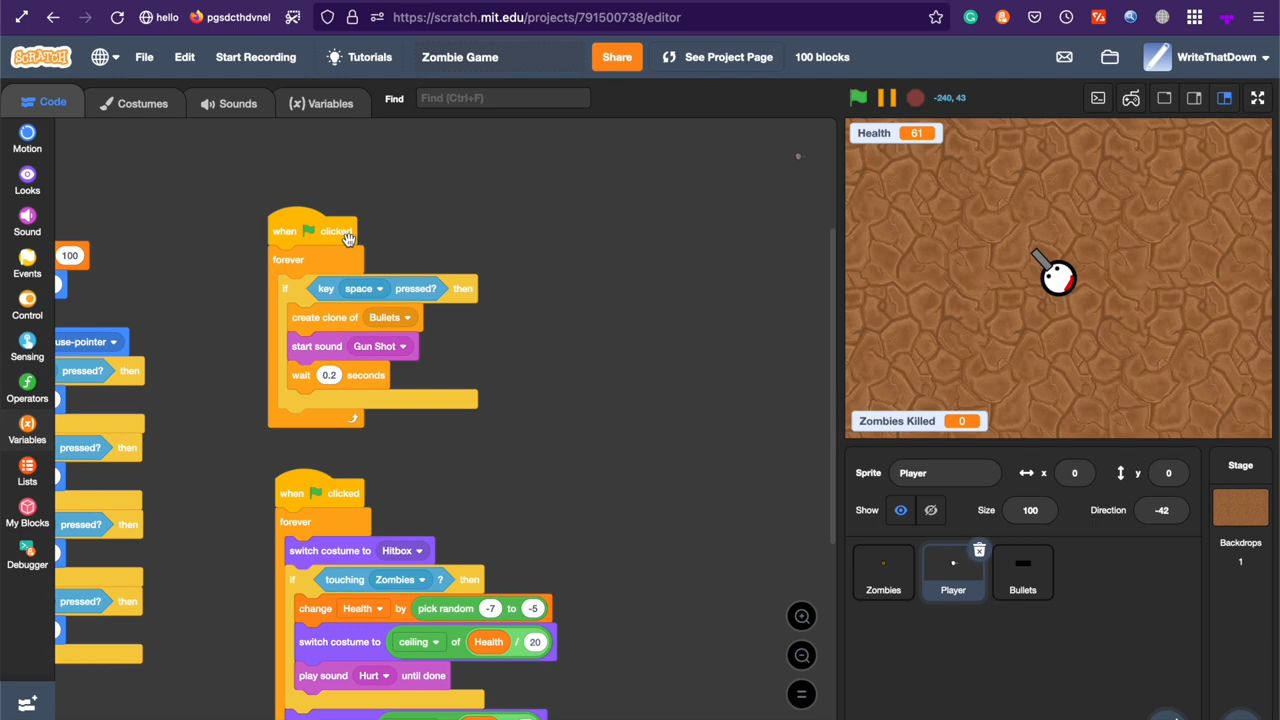 hello pgsdcthdvnel https://scratch.mit.edu/projects/791500738/editor
SCRATCH File Edit Start Recording Tutorials Zombie Game Share See Project Page 100 blocks WriteThatDown
Code Costumes Sounds (x) Variables Find Find (Ctrl+F) -240, 43
Motion
Looks
Sound
Events
Control
Sensing
Operators
Variables
Lists
My Blocks
Debugger
100
use-pointer
pressed? then
pressed? then
pressed? then
pressed? then
when clicked
forever
if key space pressed? then
create clone of Bullets
start sound Gun Shot
wait 0.2 seconds
when clicked
forever
switch costume to Hitbox
if touching Zombies ? then
change Health by pick random -7 to -5
switch costume to ceiling of Health / 20
play sound Hurt until done
Health 61
Zombies Killed 0
Sprite Player x 0 y 0
Show Size 100 Direction -42
Zombies Player Bullets
Stage
Backdrops
1